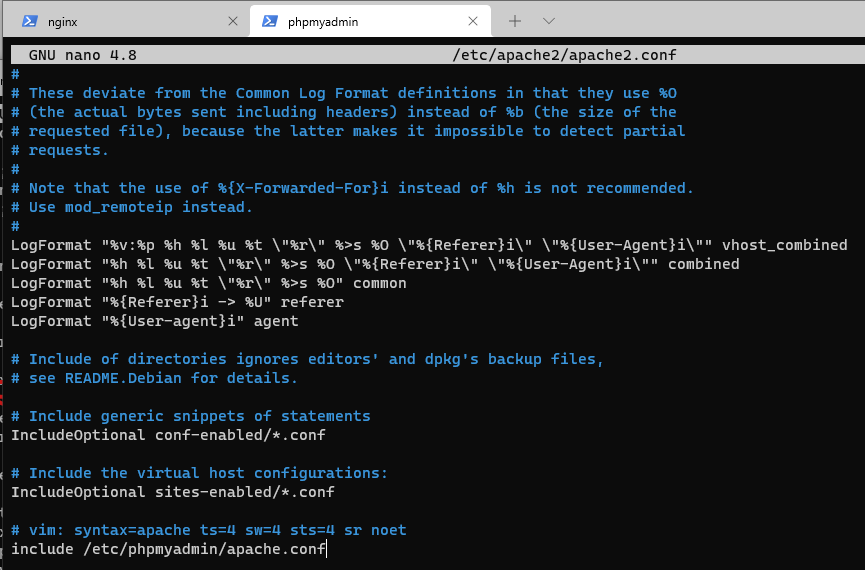 nginx
phpmyadmin
GNU nano 4.8 /etc/apache2/apache2.conf
#
# These deviate from the Common Log Format definitions in that they use %O
# (the actual bytes sent including headers) instead of %b (the size of the
# requested file), because the latter makes it impossible to detect partial
# requests.
#
# Note that the use of %{X-Forwarded-For}i instead of %h is not recommended.
# Use mod_remoteip instead.
#
LogFormat "%v:%p %h %l %u %t \"%r\" %>s %O \"%{Referer}i\" \"%{User-Agent}i\"" vhost_combined
LogFormat "%h %l %u %t \"%r\" %>s %O \"%{Referer}i\" \"%{User-Agent}i\"" combined
LogFormat "%h %l %u %t \"%r\" %>s %O" common
LogFormat "%{Referer}i -> %U" referer
LogFormat "%{User-agent}i" agent
# Include of directories ignores editors' and dpkg's backup files,
# see README.Debian for details.
# Include generic snippets of statements
IncludeOptional conf-enabled/*.conf
# Include the virtual host configurations:
IncludeOptional sites-enabled/*.conf
# vim: syntax=apache ts=4 sw=4 sts=4 sr noet
include /etc/phpmyadmin/apache.conf